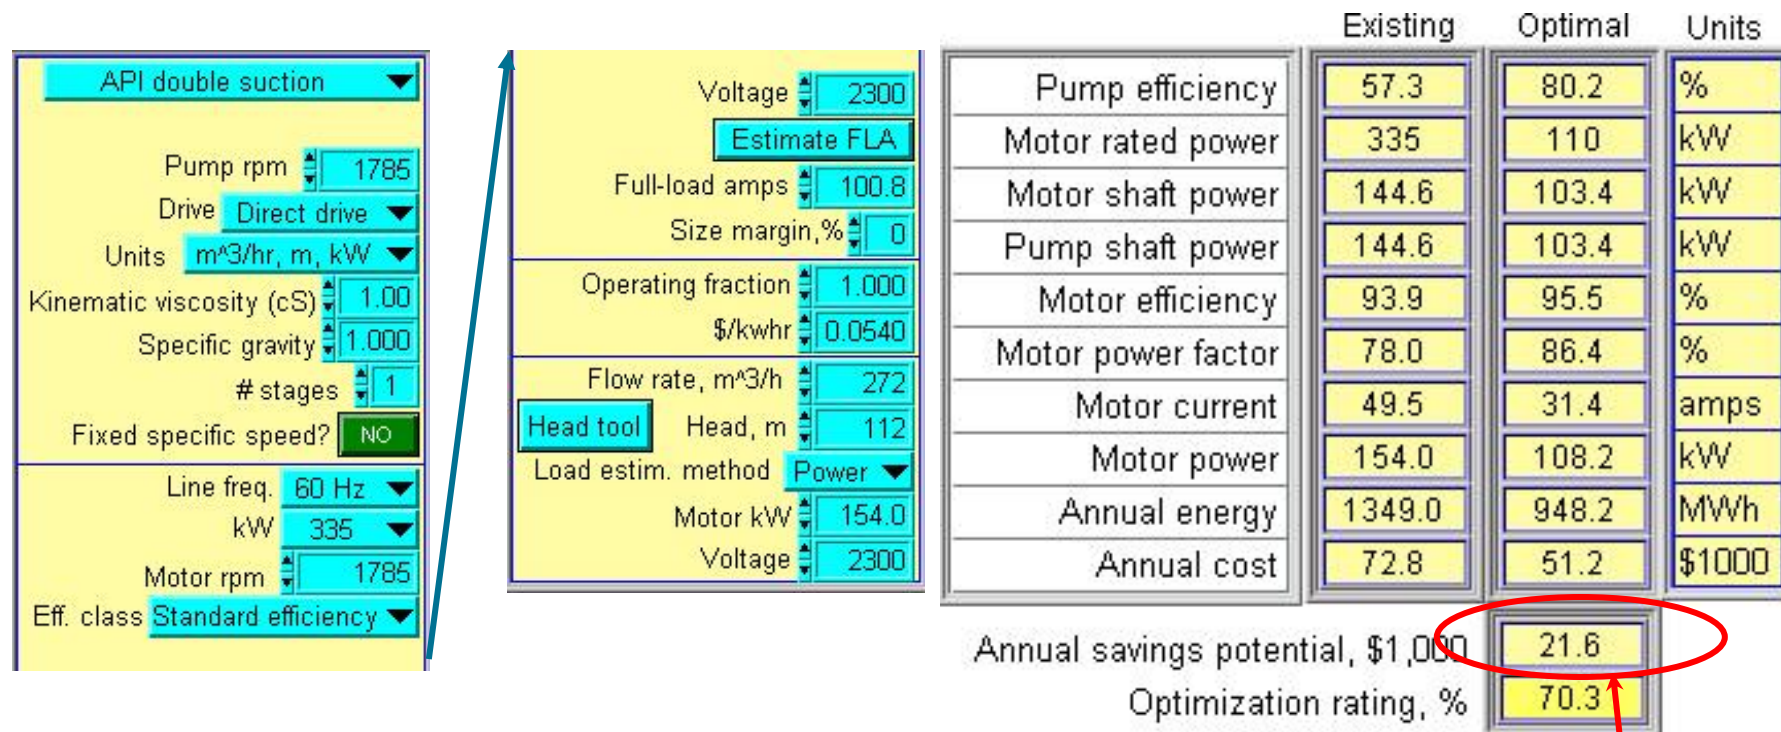 API double suction
Pump rpm 1785
Drive Direct drive
Units m^3/hr, m, kW
Kinematic viscosity (cS) 1.00
Specific gravity 1.000
# stages 1
Fixed specific speed? NO
Line freq. 60 Hz
kW 335
Motor rpm 1785
Eff. class Standard efficiency
Voltage 2300
Estimate FLA
Full-load amps 100.8
Size margin,% 0
Operating fraction 1.000
$/kwhr 0.0540
Flow rate, m^3/h 272
Head tool Head, m 112
Load estim. method Power
Motor kW 154.0
Voltage 2300
Existing Optimal Units
Pump efficiency 57.3 80.2 %
Motor rated power 335 110 kW
Motor shaft power 144.6 103.4 kW
Pump shaft power 144.6 103.4 kW
Motor efficiency 93.9 95.5 %
Motor power factor 78.0 86.4 %
Motor current 49.5 31.4 amps
Motor power 154.0 108.2 kW
Annual energy 1349.0 948.2 MWh
Annual cost 72.8 51.2 $1000
Annual savings potential, $1,000 21.6
Optimization rating, % 70.3